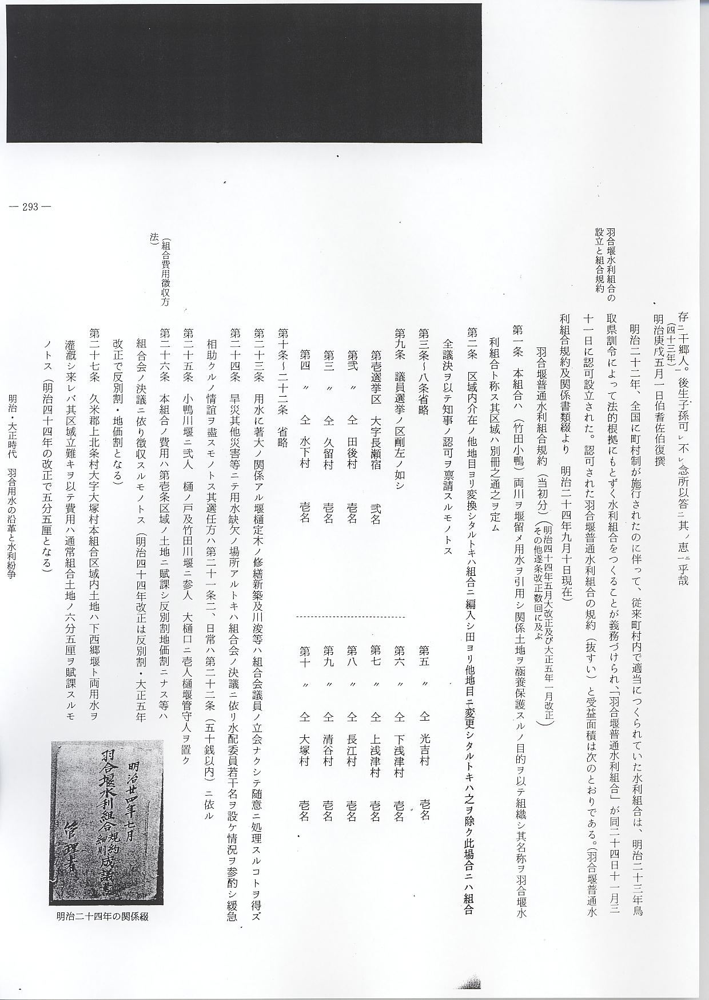 存ニ千郷人一。後生子孫可レ不レ念所以答ニ其ノ恵一ニ乎哉
(四十三年)
明治庚戌五月一日伯耆佐伯復撰
羽合堰水利組合の
設立と組合規約
明治二十二年、全国に町村制が施行されたのに伴って、従来町村内で適当につくられていた水利組合は、明治二十三年鳥
取県訓令によって法的根拠にもとずく水利組合をつくることが義務づけられ、「羽合堰普通水利組合」が同二十四日十一月三
十一日に認可設立された。認可された羽合堰普通水利組合の規約(抜すい)と受益面積は次のとおりである。(羽合堰普通水
利組合規約及関係書類綴より 明治二十四年九月十日現在)
羽合堰普通水利組合規約(当初分)(明治四十四年五月大改正及び大正五年一月改正
その他逐条改正数回に及ぶ)
第一条 本組合ハ(竹田小鴨)両川ヲ堰留メ用水ヲ引用シ関係土地ヲ涵養保護スルノ目的ヲ以テ組織シ其名称ヲ羽合堰水
利組合ト称ス其区域ハ別冊之通之ヲ定ム
第二条 区域内介在ノ他地目ヨリ変換シタルトキハ組合ニ編入シ田ヨリ他地目ニ変更シタルトキハ之ヲ除ク此場合ニハ組合
全議決ヲ以テ知事ノ認可ヲ禀請スルモノトス
第三条〜八条省略
第九条 議員選挙ノ区劃左ノ如シ
第壱選挙区 大字長瀬宿 弐名
第弐 〃 仝 田後村 壱名
第三 〃 仝 久留村 壱名
第四 〃 仝 水下村 壱名
第五 〃 仝 光吉村 壱名
第六 〃 仝 下浅津村 壱名
第七 〃 仝 上浅津村 壱名
第八 〃 仝 長江村 壱名
第九 〃 仝 清谷村 壱名
第十 〃 仝 大塚村 壱名
第十条〜二十二条 省略
第二十三条 用水に著大ノ関係アル堰樋定木ノ修繕新築及川浚等ハ組合会議員ノ立会ナクシテ随意ニ処理スルコトヲ得ズ
第二十四条 旱災其他災害等ニテ用水缺欠ノ場所アルトキハ組合会ノ決議ニ依リ水配委員若干名ヲ設ケ情況ヲ参酌シ緩急
相助クルノ情誼ヲ盡スモノトス其選任方ハ第二十一条二、日常ハ第二十二条(五十銭以内)ニ依ル
第二十五条 小鴨川堰ニ弐人 樋ノ戸及竹田川堰ニ参人 大樋口ニ壱人樋堰管守人ヲ置ク
(組合費用徴収方
法)
第二十六条 本組合ノ費用ハ第壱条区域ノ土地ニ賦課シ反別割地価割ニナス等ハ
組合会ノ決議ニ依り徴収スルモノトス(明治四十四年改正は反別割・大正五年
改正で反別割・地価割となる)
第二十七条 久米郡上北条村大字大塚村本組合区域内土地ハ下西郷堰ト両用水ヲ
灌漑シ来レバ其区域立難キヲ以テ費用ハ通常組合土地ノ六分五厘ヲ賦課スルモ
ノトス(明治四十四年の改正で五分五厘となる)
明治廿四年七月
羽合堰水利組合規約細則成議書
管理者
明治二十四年の関係綴
明治・大正時代 羽合用水の沿革と水利紛争
— 293 —